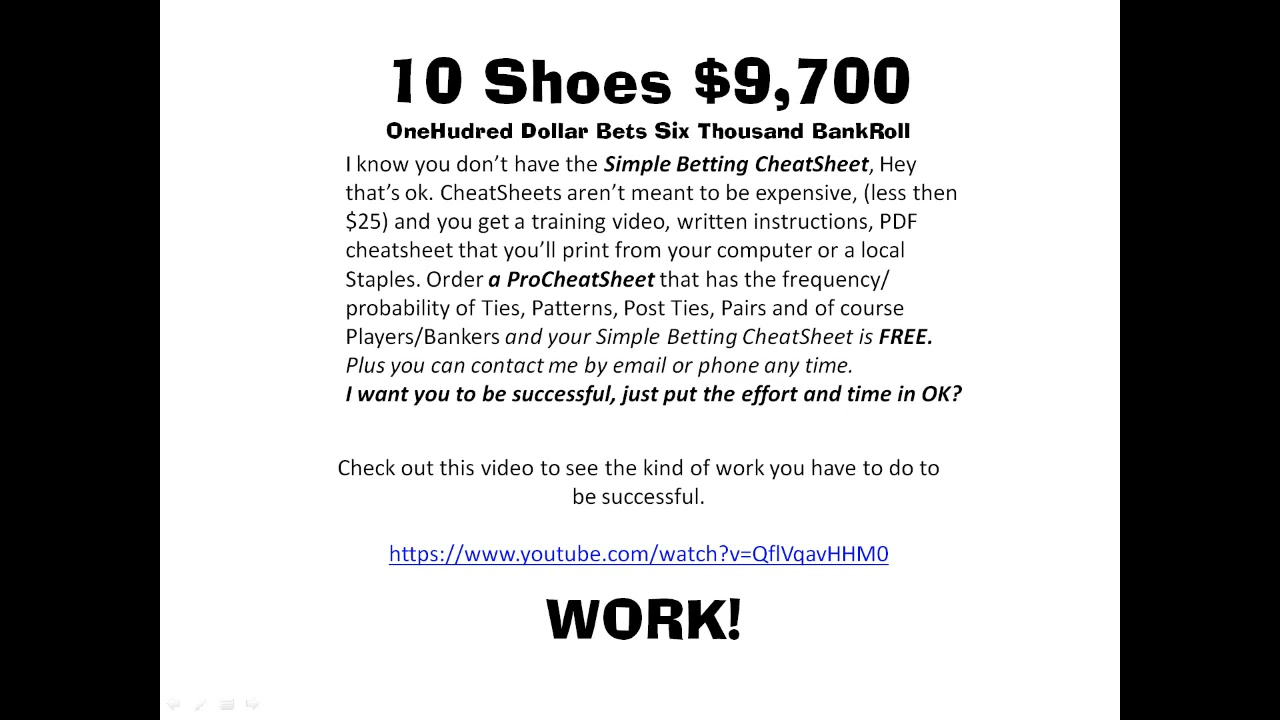 10 Shoes $9,700
OneHudred Dollar Bets Six Thousand BankRoll
I know you don't have the Simple Betting CheatSheet, Hey
that's ok. CheatSheets aren't meant to be expensive, (less then
$25) and you get a training video, written instructions, PDF
cheatsheet that you'll print from your computer or a local
Staples. Order a ProCheatSheet that has the frequency/
probability of Ties, Patterns, Post Ties, Pairs and of course
Players/Bankers and your Simple Betting CheatSheet is FREE.
Plus you can contact me by email or phone any time.
I want you to be successful, just put the effort and time in OK?
Check out this video to see the kind of work you have to do to
be successful.
https://www.youtube.com/watch?v=QflVqavHHM0
WORK!